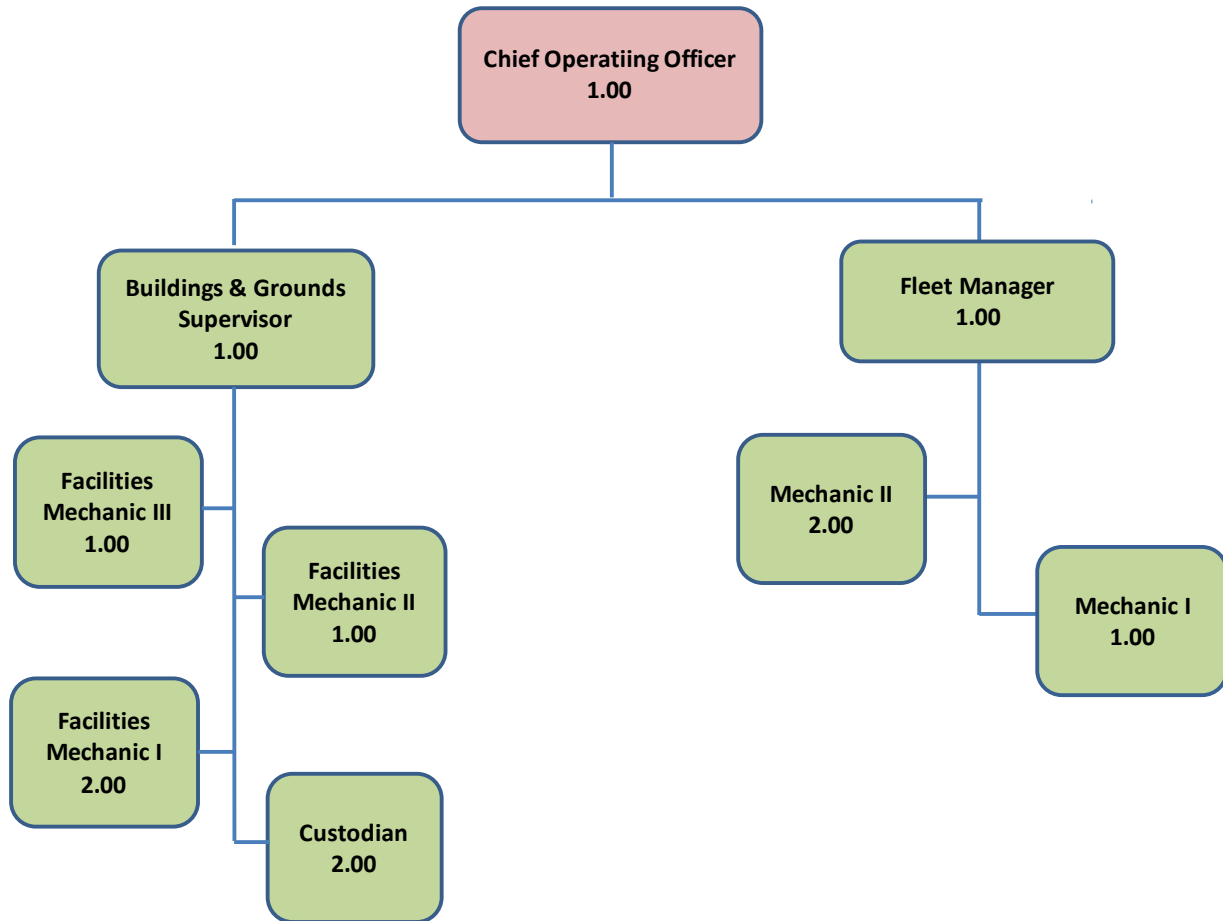 Chief Operatiing Officer
1.00
Buildings & Grounds
Supervisor
1.00
Fleet Manager
1.00
Facilities
Mechanic III
1.00
Mechanic II
2.00
Facilities
Mechanic II
1.00
Mechanic I
1.00
Facilities
Mechanic I
2.00
Custodian
2.00